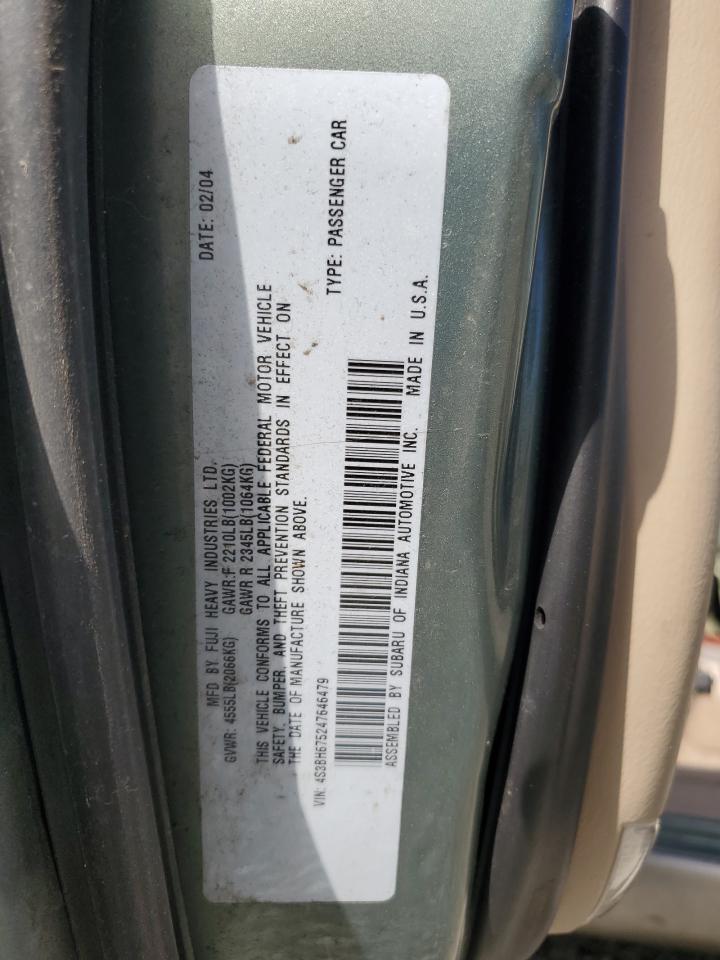 MFD BY FUJI HEAVY INDUSTRIES LTD. DATE: 02/04
GVWR: 4555LB(2066KG) GAWR:F 2210LB(1002KG)
GAWR R 2345LB(1064KG)
THIS VEHICLE CONFORMS TO ALL APPLICABLE FEDERAL MOTOR VEHICLE
SAFETY, BUMPER, AND THEFT PREVENTION STANDARDS IN EFFECT ON
THE DATE OF MANUFACTURE SHOWN ABOVE.
VIN: 4S3BH675247646479 TYPE: PASSENGER CAR
ASSEMBLED BY SUBARU OF INDIANA AUTOMOTIVE INC. MADE IN U.S.A.